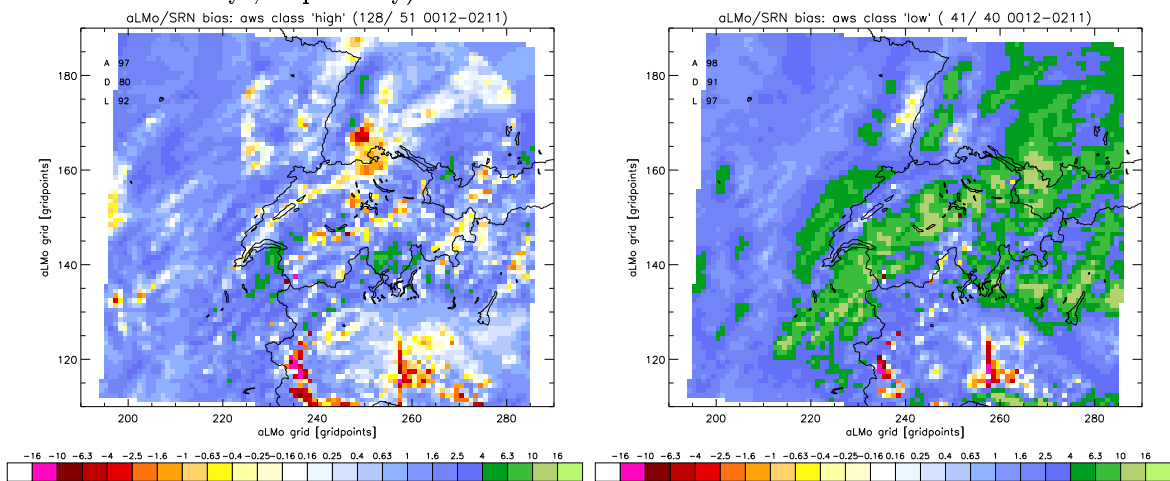 aLMo/SRN bias: aws class 'high' (128/ 51 0012-0211)
A 97
D 80
L 92
180
160
140
120
200 220 240 260 280
aLMo grid [gridpoints]
aLMo grid [gridpoints]
-16 -10 -6.3 -4 -2.5 -1.6 -1 -0.63 -0.4 -0.25 -0.16 0.16 0.25 0.4 0.63 1 1.6 2.5 4 6.3 10 16
aLMo/SRN bias: aws class 'low' ( 41/ 40 0012-0211)
A 98
D 91
L 97
180
160
140
120
200 220 240 260 280
aLMo grid [gridpoints]
aLMo grid [gridpoints]
-16 -10 -6.3 -4 -2.5 -1.6 -1 -0.63 -0.4 -0.25 -0.16 0.16 0.25 0.4 0.63 1 1.6 2.5 4 6.3 10 16